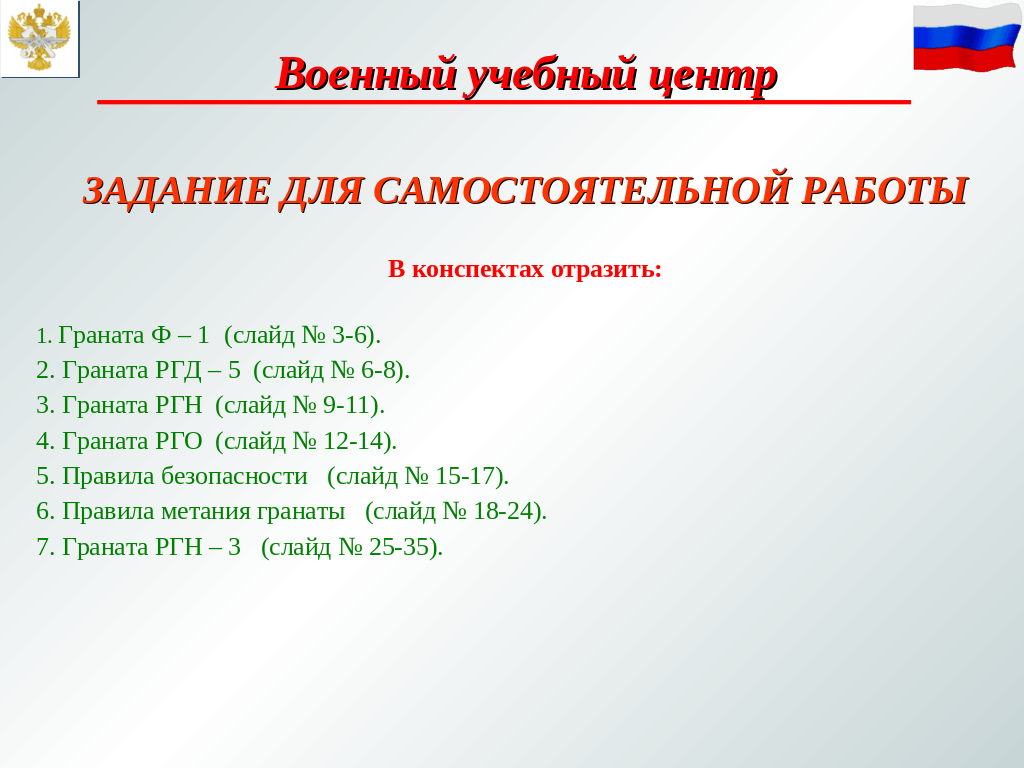 Военный учебный центр
ЗАДАНИЕ ДЛЯ САМОСТОЯТЕЛЬНОЙ РАБОТЫ
В конспектах отразить:
1. Граната Ф – 1  (слайд № 3-6).
2. Граната РГД – 5  (слайд № 6-8).
3. Граната РГН  (слайд № 9-11).
4. Граната РГО  (слайд № 12-14).
5. Правила безопасности   (слайд № 15-17).
6. Правила метания гранаты   (слайд № 18-24).
7. Граната РГН – 3   (слайд № 25-35).